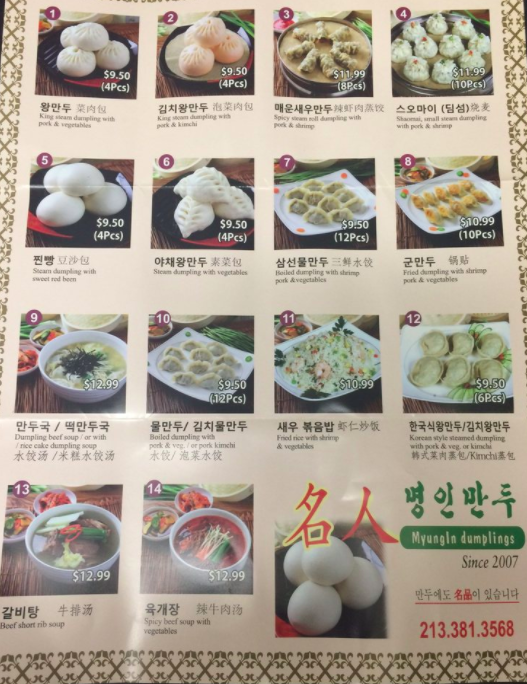 1
2
3
4
$9.50
(4Pcs)
$9.50
(4Pcs)
$11.99
(8Pcs)
$11.99
(10Pcs)
왕만두 菜肉包
King steam dumpling with
pork & vegetables
김치왕만두 泡菜肉包
King steam dumpling with
pork & kimchi
매운새우만두 辣虾肉蒸饺
Spicy steam roll dumpling with
pork & shrimp
스오마이 (딤섬)烧麦
Shaomai, small steam dumpling
with pork & shrimp
5
6
7
8
$9.50
(4Pcs)
$9.50
(4Pcs)
$9.50
(12Pcs)
$10.99
(10Pcs)
찐빵 豆沙包
Steam dumpling with
sweet red been
야채왕만두 素菜包
Steam dumpling with vegetables
삼선물만두 三鲜水饺
Boiled dumpling with shrimp
pork & vegetables
군만두 锅贴
Fried dumpling with shrimp
pork &vegetables
9
10
11
12
$12.99
$9.50
(12Pcs)
$10.99
$9.50
(6Pcs)
만두국 / 떡만두국
Dumpling beef soup / or with
/ rice cake dumpling soup
水饺汤 /米糕水饺汤
물만두/ 김치물만두
Boiled dumpling with
pork & veg. / or pork kimchi
水饺/ 泡菜水饺
새우 볶음밥 虾仁炒饭
Fried rice with shrimp
& vegetables
한국식왕만두/김치왕만두
Korean style steamed dumpling
with pork & veg. or kimchi
韩式菜肉蒸包/Kimchi蒸包
13
14
$12.99
$12.99
갈비탕 牛排汤
Beef short rib soup
육개장 辣牛肉汤
Spicy beef soup with
vegetables
名人 명인만두
MyungIn dumplings
Since 2007
만두에도 名品이 있습니다
213.381.3568